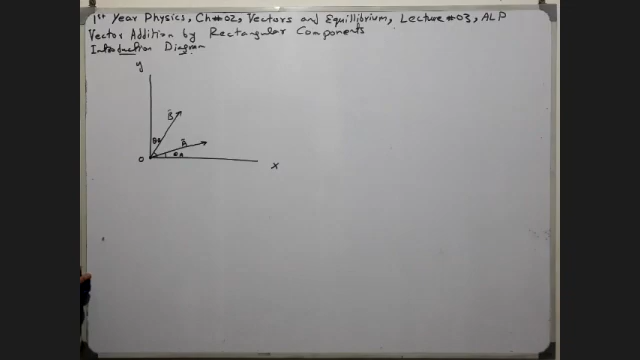 1st Year Physics, Ch#02, Vectors and Equillibrium, Lecture#03, ALP
Vector Addition by Rectangular Components
Introduction Diagram
y
B
θB
A
θA
O
x